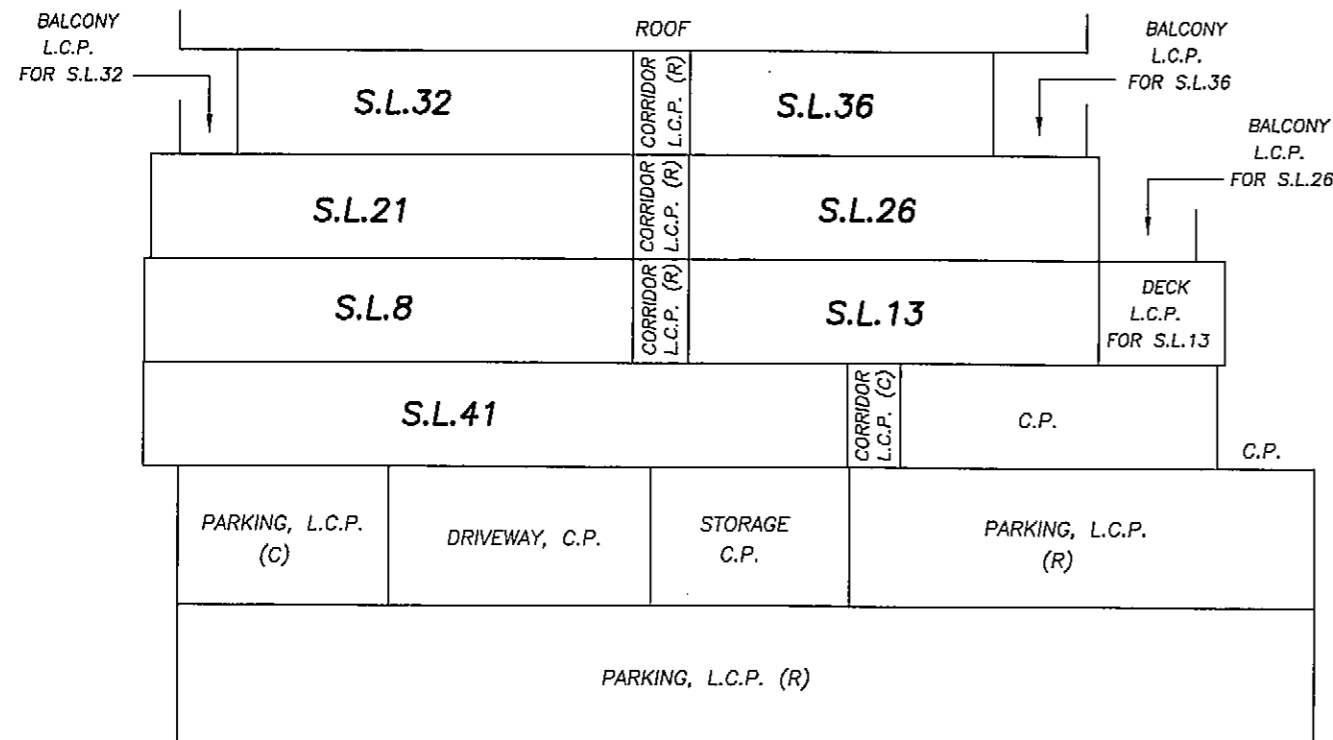 BALCONY
L.C.P.
FOR S.L.32
ROOF
BALCONY
L.C.P.
FOR S.L.36
S.L.32
CORRIDOR
L.C.P. (R)
S.L.36
BALCONY
L.C.P.
FOR S.L.26
S.L.21
CORRIDOR
L.C.P. (R)
S.L.26
S.L.8
CORRIDOR
L.C.P. (R)
S.L.13
DECK
L.C.P.
FOR S.L.13
S.L.41
CORRIDOR
L.C.P. (C)
C.P.
C.P.
PARKING, L.C.P.
(C)
DRIVEWAY, C.P.
STORAGE
C.P.
PARKING, L.C.P.
(R)
PARKING, L.C.P. (R)